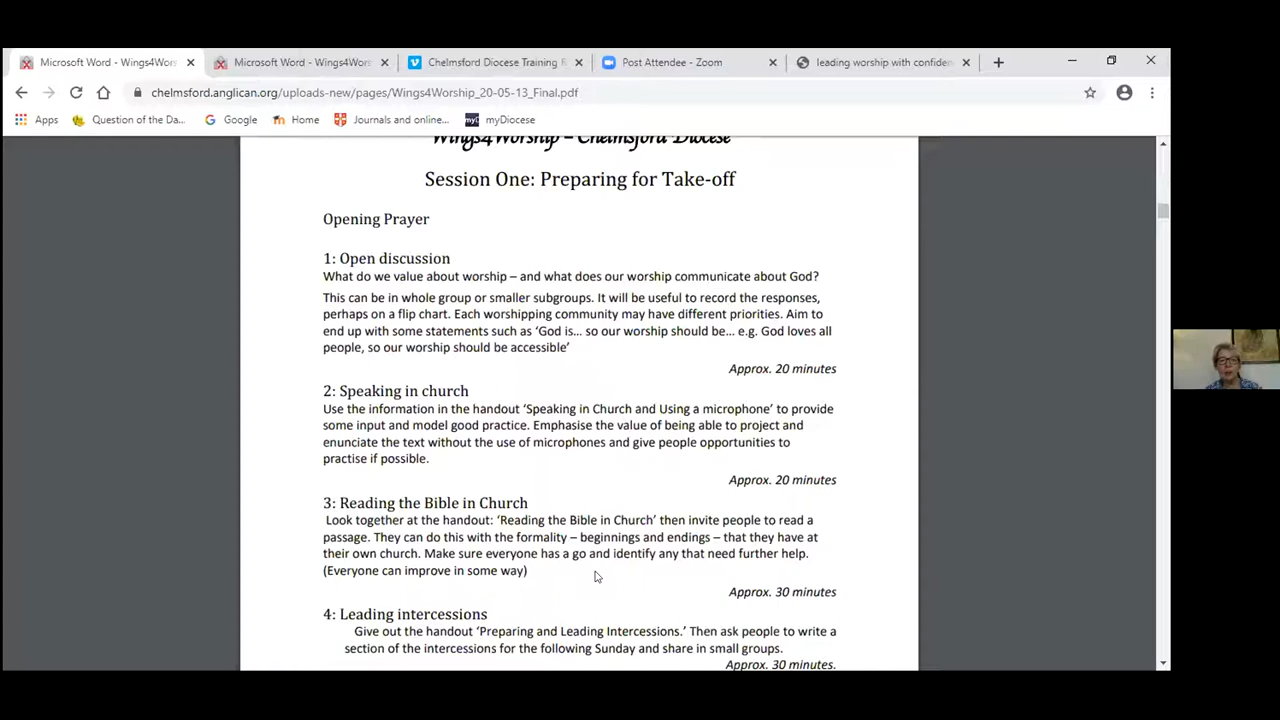 Microsoft Word - Wings4Wors
Microsoft Word - Wings4Wors
Chelmsford Diocese Training R
Post Attendee - Zoom
leading worship with confiden
chelmsford.anglican.org/uploads-new/pages/Wings4Worship_20-05-13_Final.pdf
Apps
Question of the Da...
Google
Home
Journals and online...
myDiocese
Wings4Worship – Chelmsford Diocese
Session One: Preparing for Take-off
Opening Prayer
1: Open discussion
What do we value about worship – and what does our worship communicate about God?
This can be in whole group or smaller subgroups. It will be useful to record the responses,
perhaps on a flip chart. Each worshipping community may have different priorities. Aim to
end up with some statements such as ‘God is... so our worship should be... e.g. God loves all
people, so our worship should be accessible’
Approx. 20 minutes
2: Speaking in church
Use the information in the handout ‘Speaking in Church and Using a microphone’ to provide
some input and model good practice. Emphasise the value of being able to project and
enunciate the text without the use of microphones and give people opportunities to
practise if possible.
Approx. 20 minutes
3: Reading the Bible in Church
Look together at the handout: ‘Reading the Bible in Church’ then invite people to read a
passage. They can do this with the formality – beginnings and endings – that they have at
their own church. Make sure everyone has a go and identify any that need further help.
(Everyone can improve in some way)
Approx. 30 minutes
4: Leading intercessions
Give out the handout ‘Preparing and Leading Intercessions.’ Then ask people to write a
section of the intercessions for the following Sunday and share in small groups.
Approx. 30 minutes.